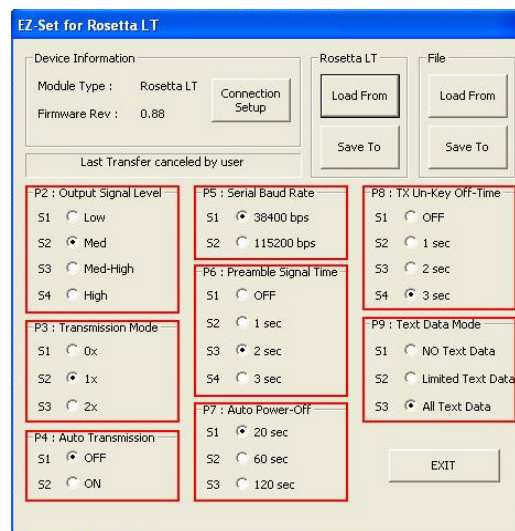 EZ-Set for Rosetta LT
Device Information
Module Type : Rosetta LT
Firmware Rev : 0.88
Connection Setup
Last Transfer canceled by user
Rosetta LT
Load From
Save To
File
Load From
Save To
P2 : Output Signal Level
S1 Low
S2 Med
S3 Med-High
S4 High
P3 : Transmission Mode
S1 0x
S2 1x
S3 2x
P4 : Auto Transmission
S1 OFF
S2 ON
P5 : Serial Baud Rate
S1 38400 bps
S2 115200 bps
P6 : Preamble Signal Time
S1 OFF
S2 1 sec
S3 2 sec
S4 3 sec
P7 : Auto Power-Off
S1 20 sec
S2 60 sec
S3 120 sec
P8 : TX Un-Key Off-Time
S1 OFF
S2 1 sec
S3 2 sec
S4 3 sec
P9 : Text Data Mode
S1 NO Text Data
S2 Limited Text Data
S3 All Text Data
EXIT